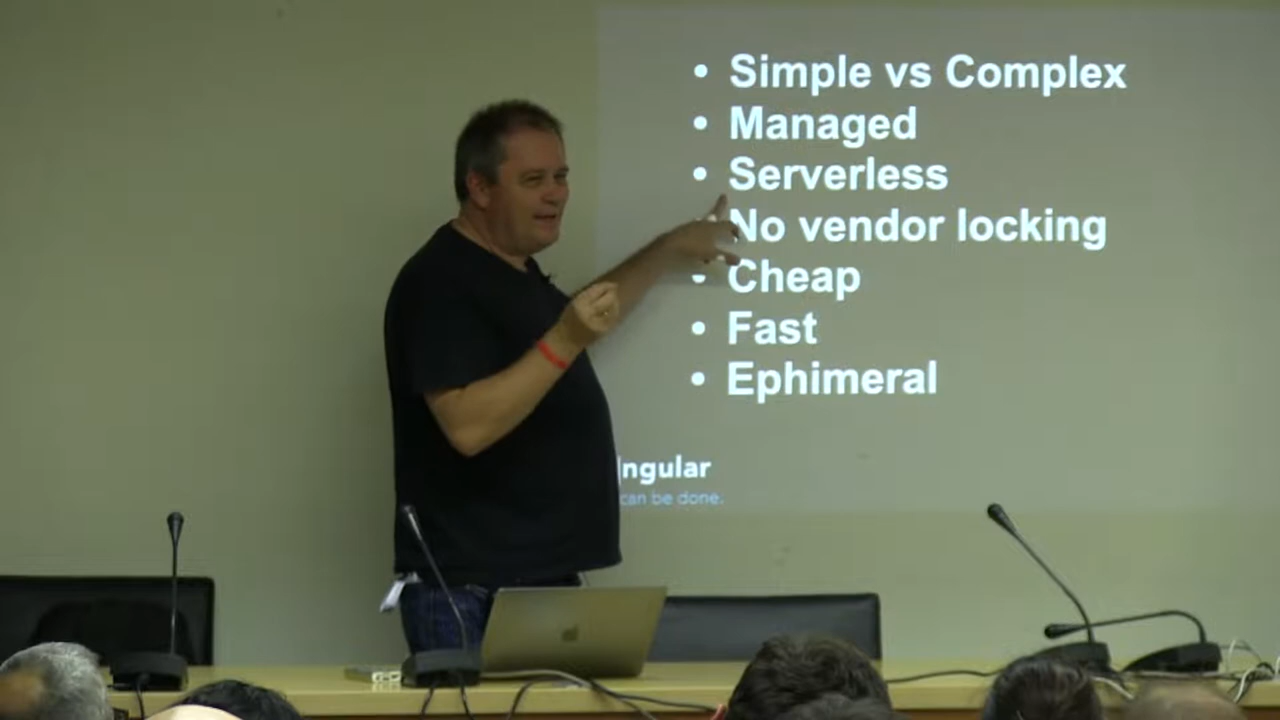 • Simple vs Complex
• Managed
• Serverless
No vendor locking
• Cheap
• Fast
• Ephimeral
ngular
can be done.